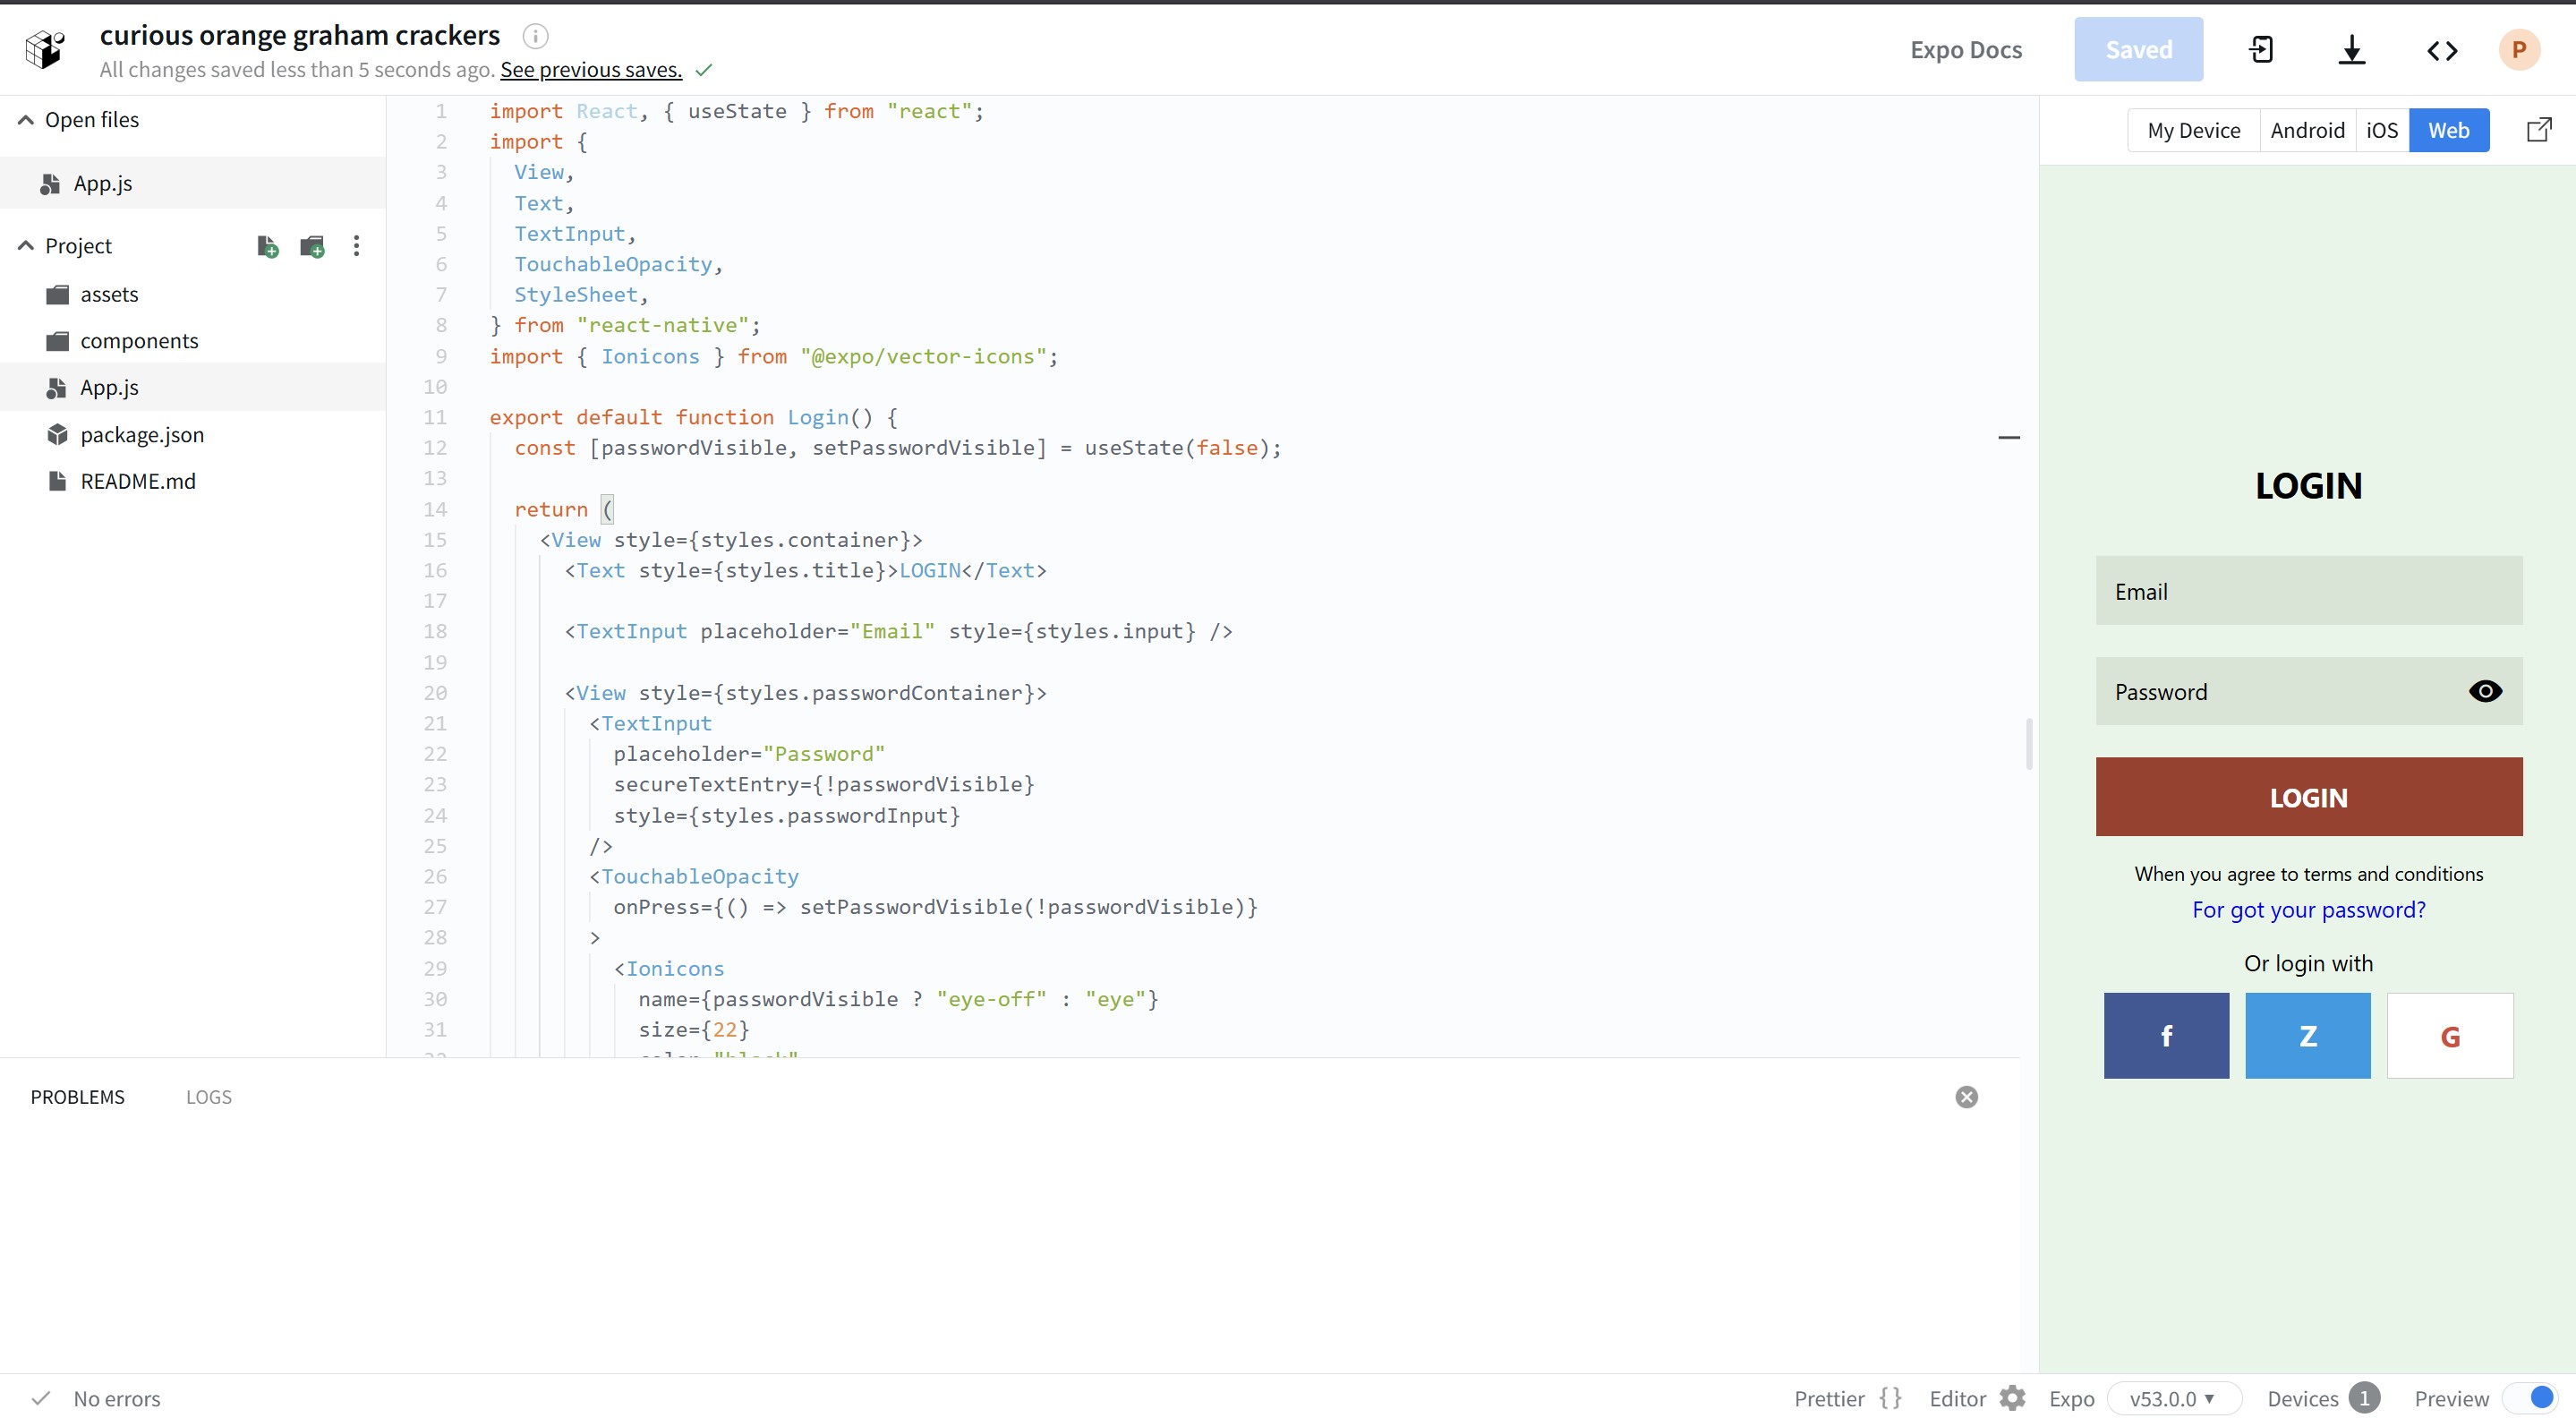 curious orange graham crackers
All changes saved less than 5 seconds ago. See previous saves.
Expo Docs
Saved
P
Open files
App.js
Project
assets
components
App.js
package.json
README.md
1 import React, { useState } from "react";
2 import {
3 View,
4 Text,
5 TextInput,
6 TouchableOpacity,
7 StyleSheet,
8 } from "react-native";
9 import { Ionicons } from "@expo/vector-icons";
10
11 export default function Login() {
12 const [passwordVisible, setPasswordVisible] = useState(false);
13
14 return (
15 <View style={styles.container}>
16 <Text style={styles.title}>LOGIN</Text>
17
18 <TextInput placeholder="Email" style={styles.input} />
19
20 <View style={styles.passwordContainer}>
21 <TextInput
22 placeholder="Password"
23 secureTextEntry={!passwordVisible}
24 style={styles.passwordInput}
25 />
26 <TouchableOpacity
27 onPress={() => setPasswordVisible(!passwordVisible)}
28 >
29 <Ionicons
30 name={passwordVisible ? "eye-off" : "eye"}
31 size={22}
My Device
Android
iOS
Web
LOGIN
Email
Password
LOGIN
When you agree to terms and conditions
For got your password?
Or login with
f
Z
G
PROBLEMS
LOGS
No errors
Prettier {}
Editor
Expo
v53.0.0
Devices 1
Preview